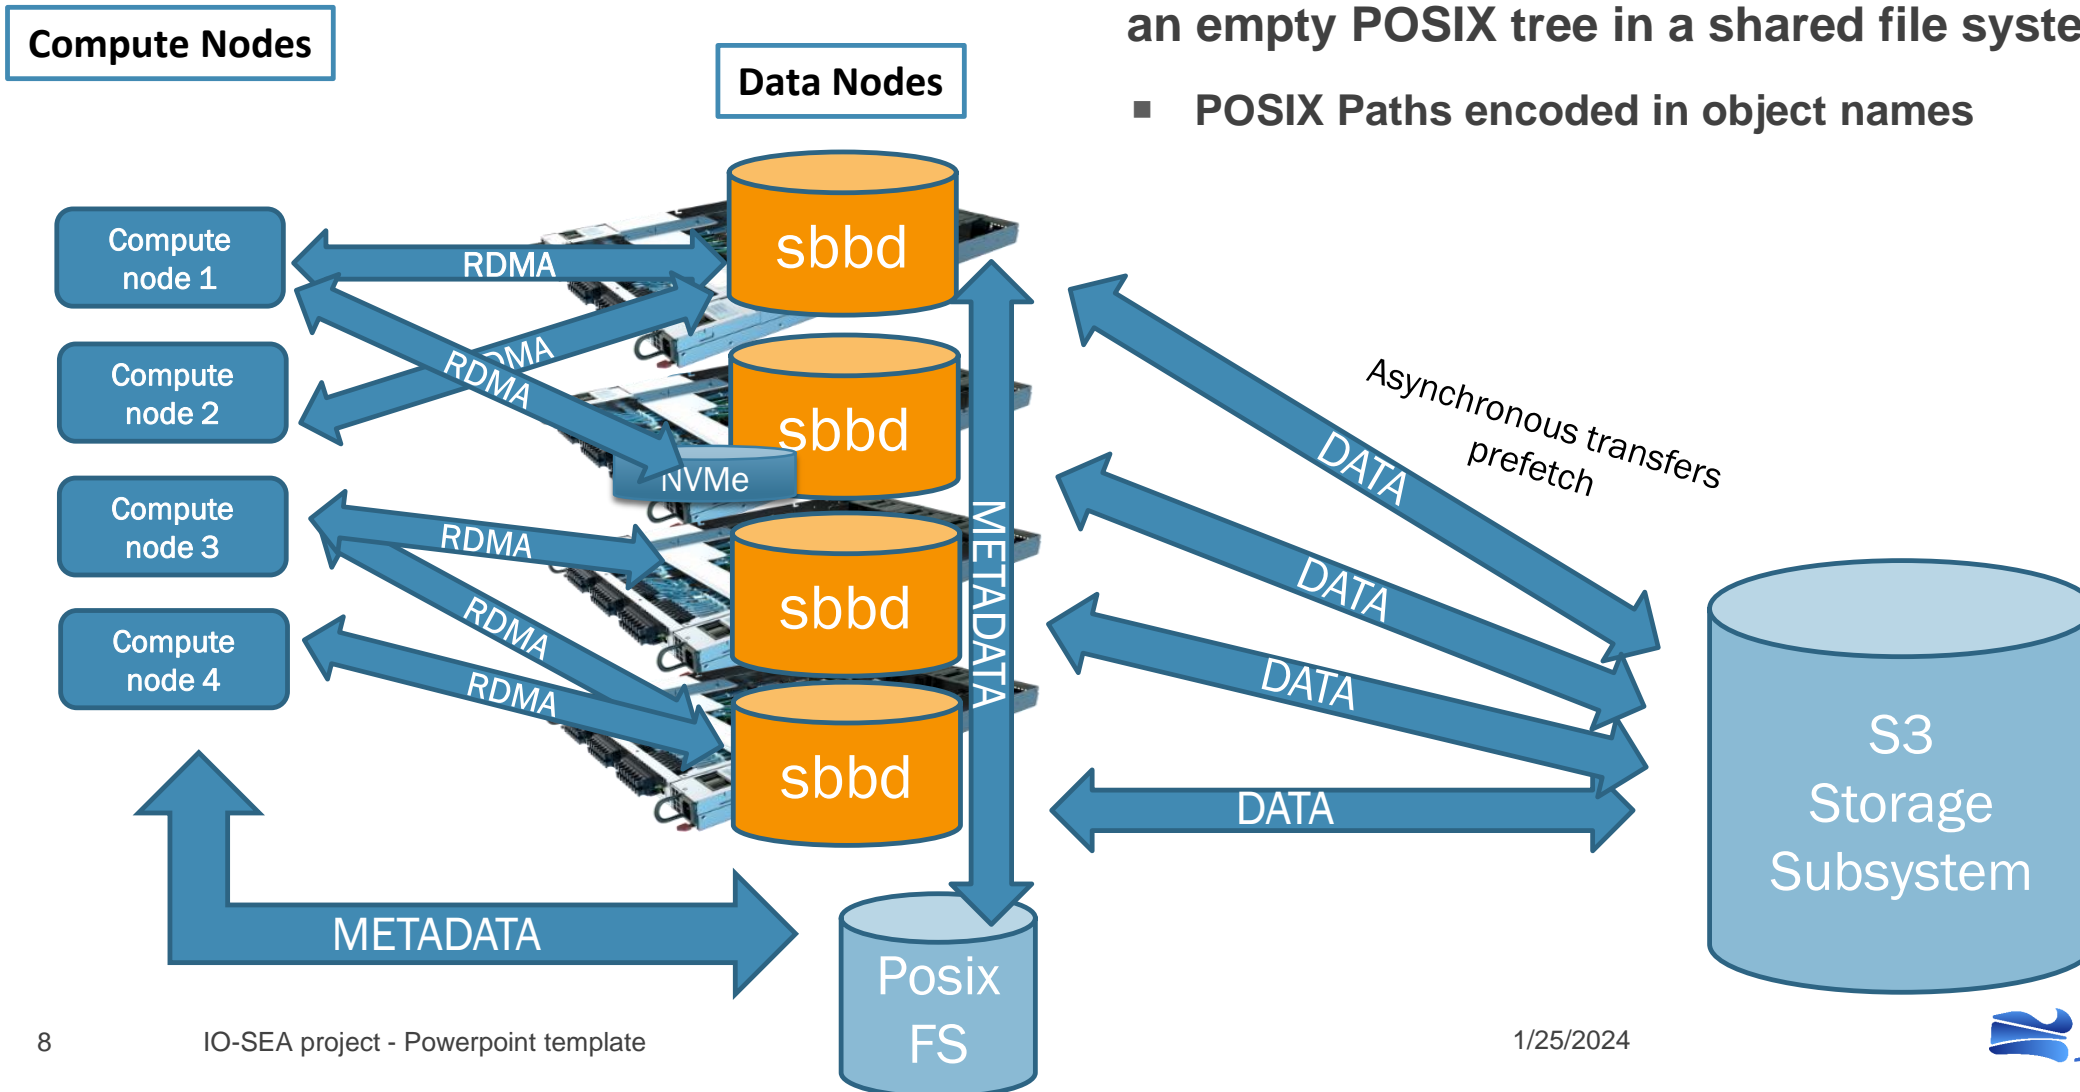 Compute Nodes
an empty POSIX tree in a shared file syste
Data Nodes
POSIX Paths encoded in object names
sbbd
Compute
node 1
RDMA
Compute
node 2
RDMA
RDMA
Asynchronous transfers
prefetch
sbbd
DATA
NVMe
Compute
node 3
RDMA
METADATA
DATA
sbbd
Compute
node 4
RDMA
RDMA
DATA
sbbd
DATA
S3
Storage
Subsystem
METADATA
Posix
FS
8
IO-SEA project - Powerpoint template
1/25/2024